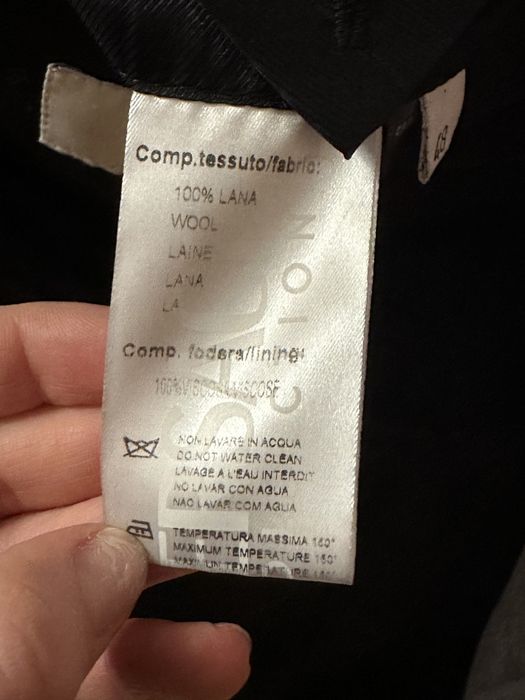 Comp.tessuto/fabric:
100% LANA
WOOL
LAINE
LANA
LA
Comp. fodera/lining:
100%VISCOSA/VISCOSE
NON LAVARE IN ACQUA
DO NOT WATER CLEAN
LAVAGE A L'EAU INTERDIT
NO LAVAR CON AGUA
NAO LAVAR COM AGUA
TEMPERATURA MASSIMA 150°
MAXIMUM TEMPERATURE 150°